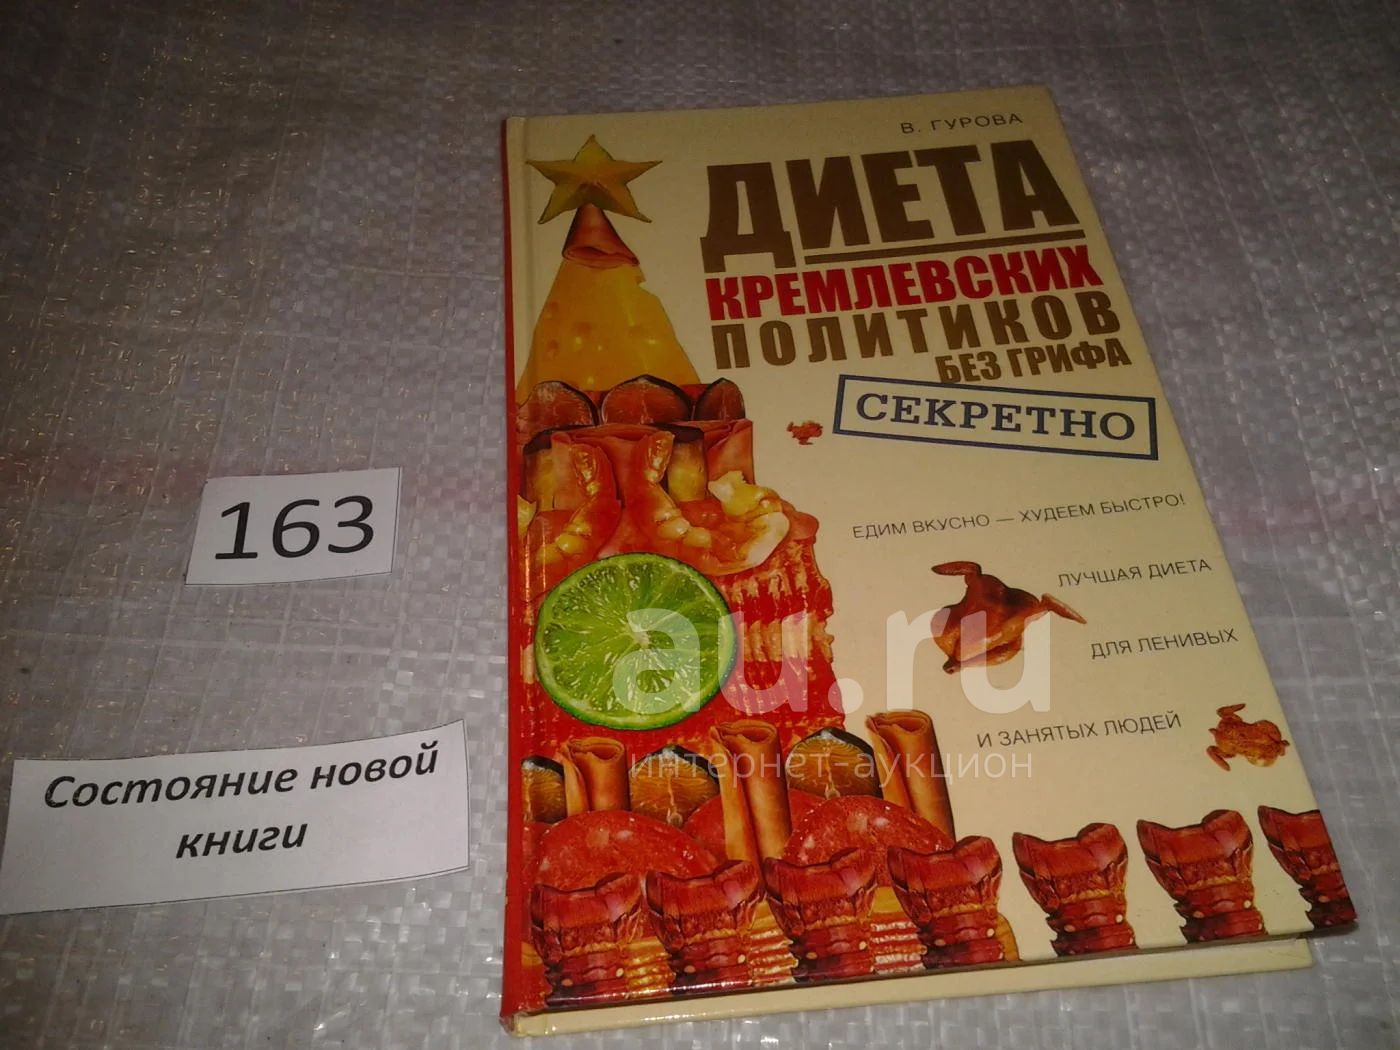 В. ГУРОВА
ДИЕТА
КРЕМЛЕВСКИХ
ПОЛИТИКОВ
БЕЗ ГРИФА
СЕКРЕТНО
ЕДИМ ВКУСНО — ХУДЕЕМ БЫСТРО!
ЛУЧШАЯ ДИЕТА
ДЛЯ ЛЕНИВЫХ
И ЗАНЯТЫХ ЛЮДЕЙ
163
Состояние новой
книги
au.ru
интернет-аукцион